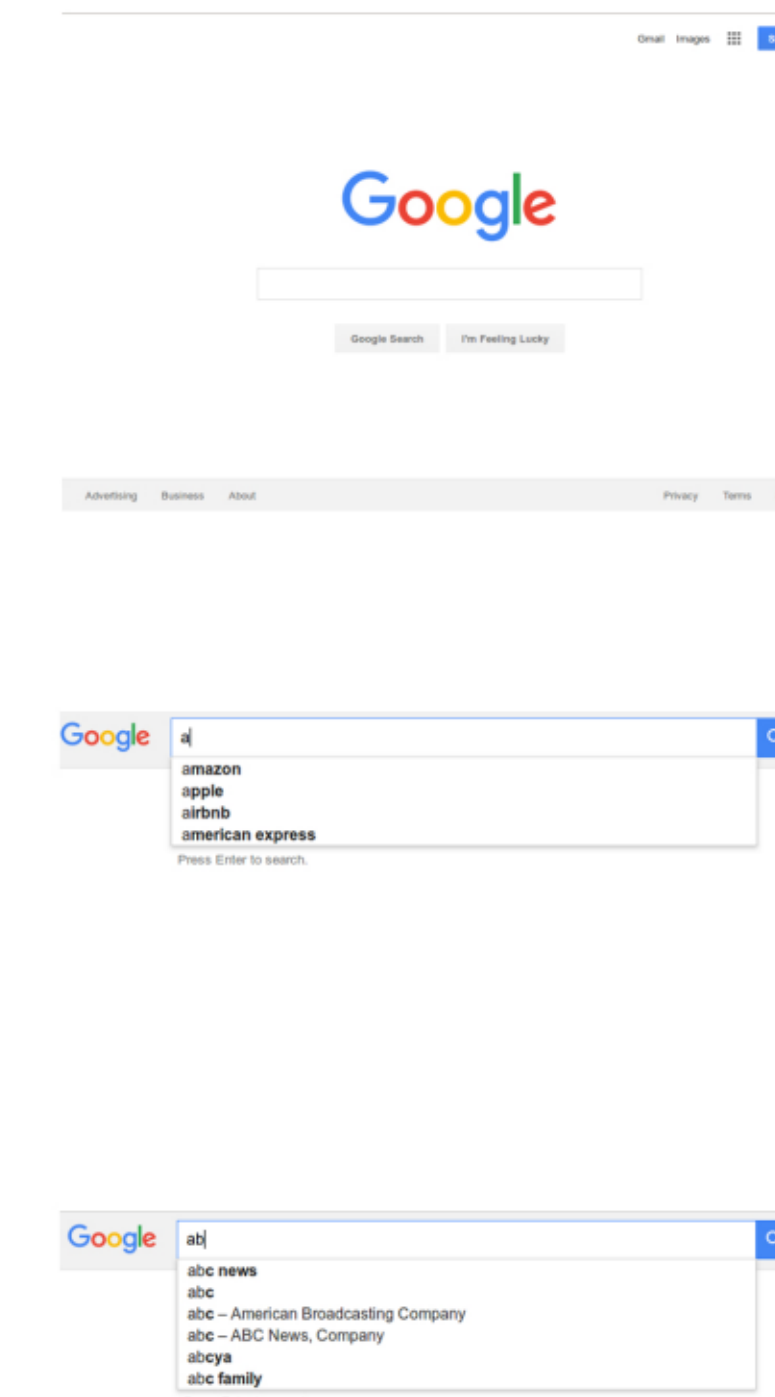 Gmail Images
Google
Google Search I'm Feeling Lucky
Advertising Business About Privacy Terms
Google a
amazon
apple
airbnb
american express
Press Enter to search.
Google ab
abc news
abc
abc – American Broadcasting Company
abc – ABC News, Company
abcya
abc family